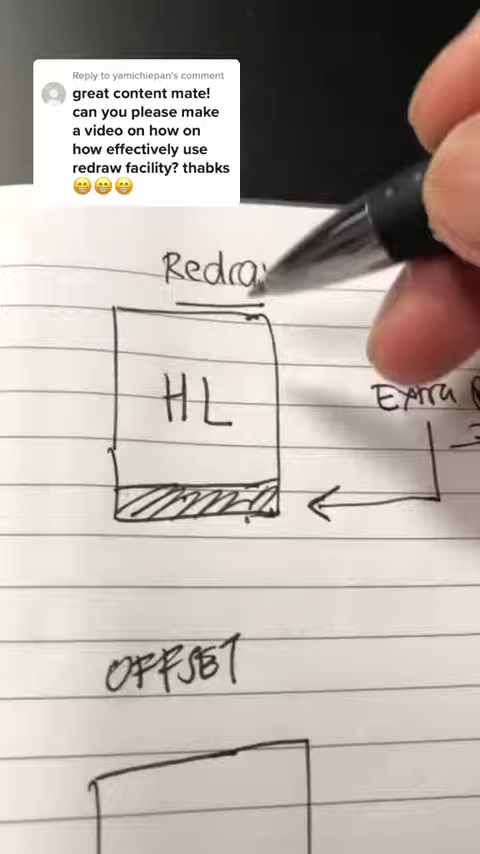 Reply to yamichiepan's comment
great content mate!
can you please make
a video on how on
how effectively use
redraw facility? thabks
😁😁😁
HL
Extra
OFFSET